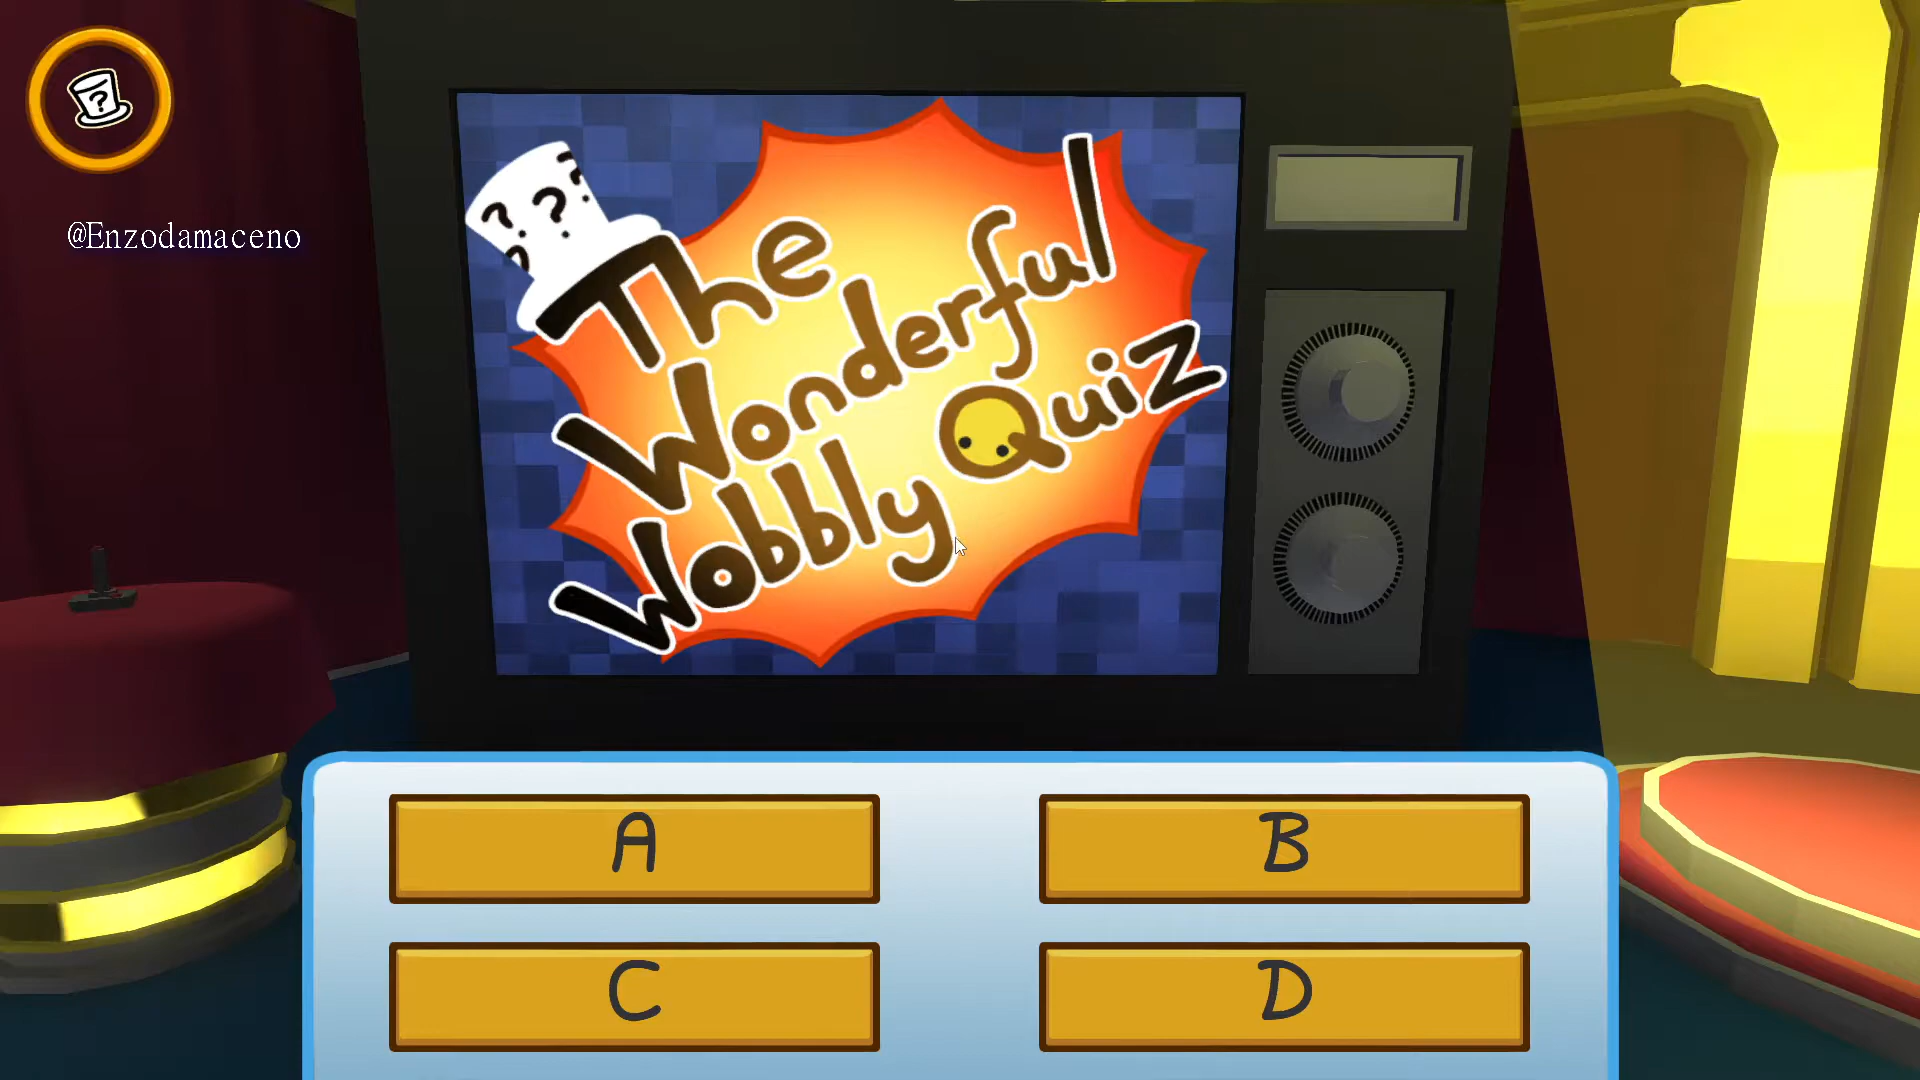 ?
@Enzodamaceno
? ? ?
The
Wonderful
Wobbly Quiz
A
B
C
D